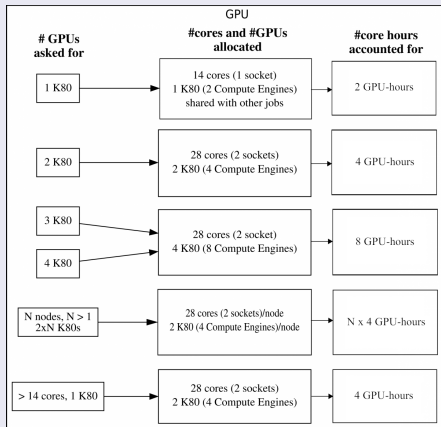 GPU
# GPUs
asked for
#cores and #GPUs
allocated
#core hours
accounted for
1 K80
14 cores (1 socket)
1 K80 (2 Compute Engines)
shared with other jobs
2 GPU-hours
2 K80
28 cores (2 sockets)
2 K80 (4 Compute Engines)
4 GPU-hours
3 K80
4 K80
28 cores (2 socket)
4 K80 (8 Compute Engines)
8 GPU-hours
N nodes, N > 1
2xN K80s
28 cores (2 sockets)/node
2 K80 (4 Compute Engines)/node
N x 4 GPU-hours
> 14 cores, 1 K80
28 cores (2 sockets)
2 K80 (4 Compute Engines)
4 GPU-hours